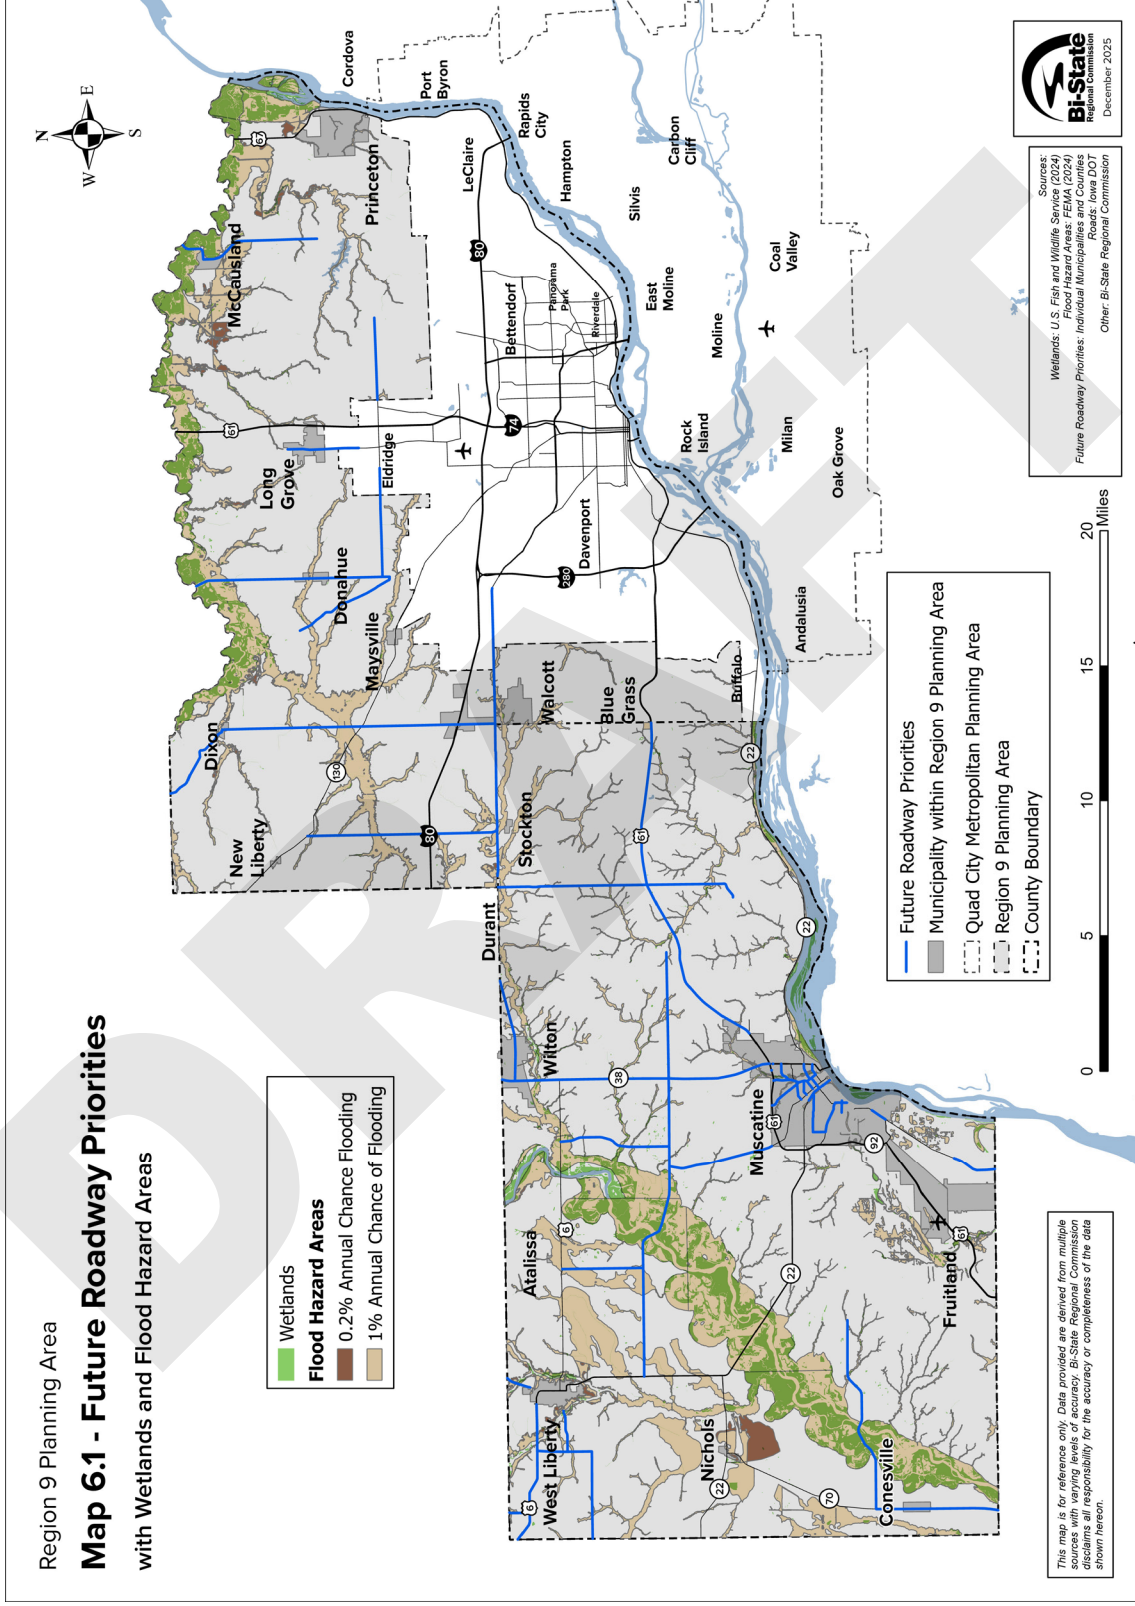 Region 9 Planning Area
Map 6.1 - Future Roadway Priorities
with Wetlands and Flood Hazard Areas
Wetlands
Flood Hazard Areas
0.2% Annual Chance Flooding
1% Annual Chance of Flooding
N
W
E
S
DRAFT
Dixon
New
Liberty
130
Donahue
Maysville
Long
Grove
61
McCausland
Princeton
67
Cordova
Port
Byron
LeClaire
Rapids
City
Hampton
Silvis
Carbon
Cliff
Coal
Valley
East
Moline
Moline
Rock
Island
Milan
Oak Grove
Andalusia
Buffalo
Eldridge
80
74
Bettendorf
Panorama
Park
Riverdale
Davenport
280
Walcott
Blue
Grass
Stockton
80
Durant
61
22
22
Wilton
38
Muscatine
61
92
Atalissa
6
West Liberty
6
Nichols
22
22
70
Conesville
Fruitland
61
Future Roadway Priorities
Municipality within Region 9 Planning Area
Quad City Metropolitan Planning Area
Region 9 Planning Area
County Boundary
0
5
10
15
20
Miles
This map is for reference only. Data provided are derived from multiple
sources with varying levels of accuracy. Bi-State Regional Commission
disclaims all responsibility for the accuracy or completeness of the data
shown hereon.
Sources:
Wetlands: U.S. Fish and Wildlife Service (2024)
Flood Hazard Areas: FEMA (2024)
Future Roadway Priorities: Individual Municipalities and Counties
Roads: Iowa DOT
Other: Bi-State Regional Commission
Bi-State
Regional Commission
December 2025